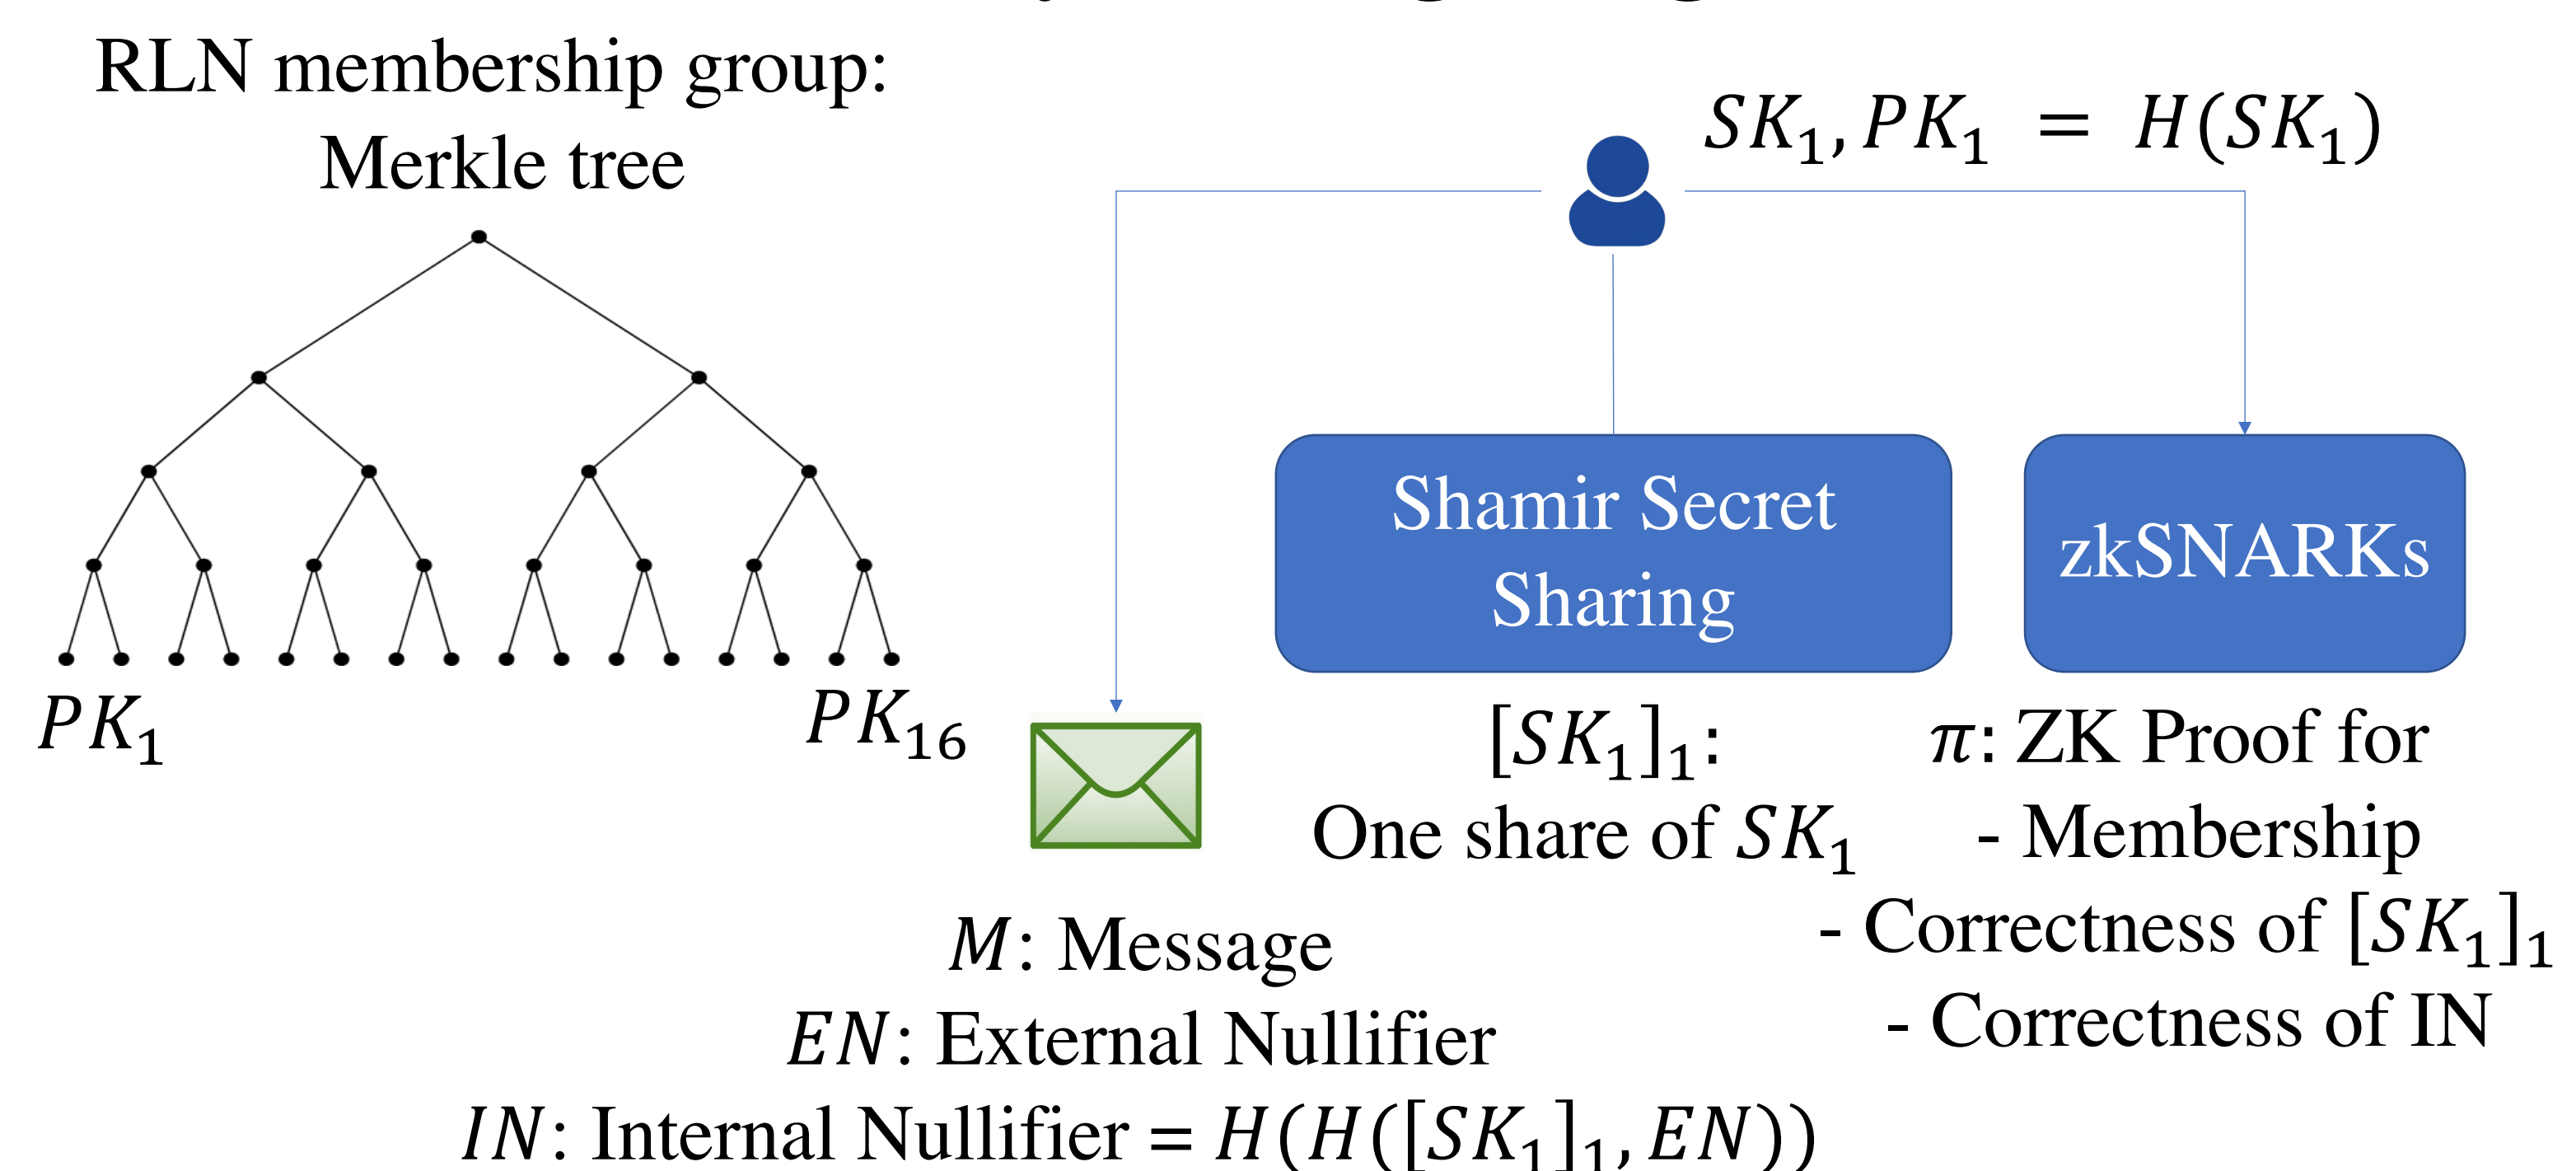 RLN membership group:
Merkle tree
PK₁
PK₁₆
SK₁, PK₁ = H(SK₁)
Shamir Secret
Sharing
zkSNARKs
[SK₁]₁:
One share of SK₁
π: ZK Proof for
- Membership
- Correctness of [SK₁]₁
- Correctness of IN
M: Message
EN: External Nullifier
IN: Internal Nullifier = H(H([SK₁]₁, EN))